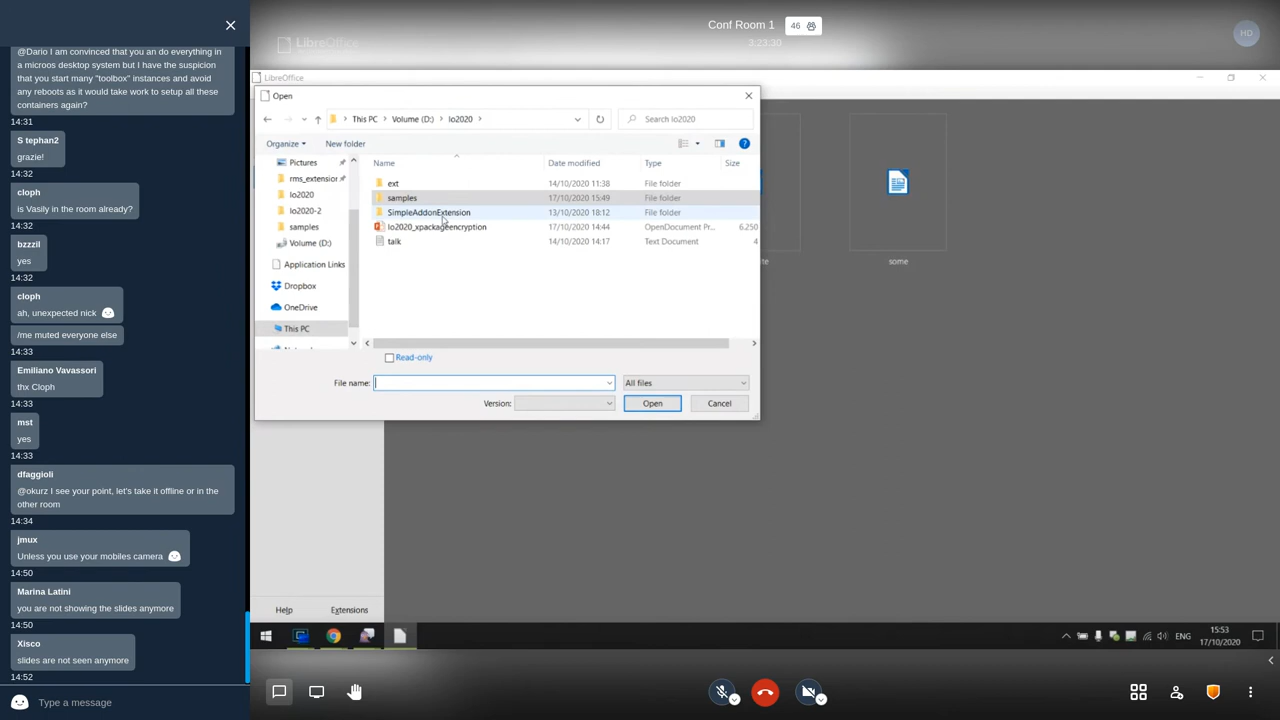 @Dario I am convinced that you an do everything in
a microos desktop system but I have the suspicion
that you start many "toolbox" instances and avoid
any reboots as it would take work to setup all these
containers again?
14:31
S tephan2
grazie!
14:32
cloph
is Vasily in the room already?
14:32
bzzzil
yes
14:32
cloph
ah, unexpected nick
/me muted everyone else
14:33
Emiliano Vavassori
thx Cloph
14:33
mst
yes
14:33
dfaggioli
@okurz I see your point, let's take it offline or in the
other room
14:34
jmux
Unless you use your mobiles camera
14:50
Marina Latini
you are not showing the slides anymore
14:50
Xisco
slides are not seen anymore
14:52
Type a message
Conf Room 1
46
3:23:30
HD
LibreOffice
LibreOffice
Open
This PC > Volume (D:) > lo2020 >
Search lo2020
Organize
New folder
Name Date modified Type Size
ext 14/10/2020 11:38 File folder
samples 17/10/2020 15:49 File folder
SimpleAddonExtension 13/10/2020 18:12 File folder
lo2020_xpackageencryption 17/10/2020 14:44 OpenDocument Pr... 6.250
talk 14/10/2020 14:17 Text Document 4
Pictures
rms_extension
lo2020
lo2020-2
samples
Volume (D:)
Application Links
Dropbox
OneDrive
This PC
Read-only
File name:
All files
Version:
Open
Cancel
some
Help
Extensions
ENG
15:53
17/10/2020